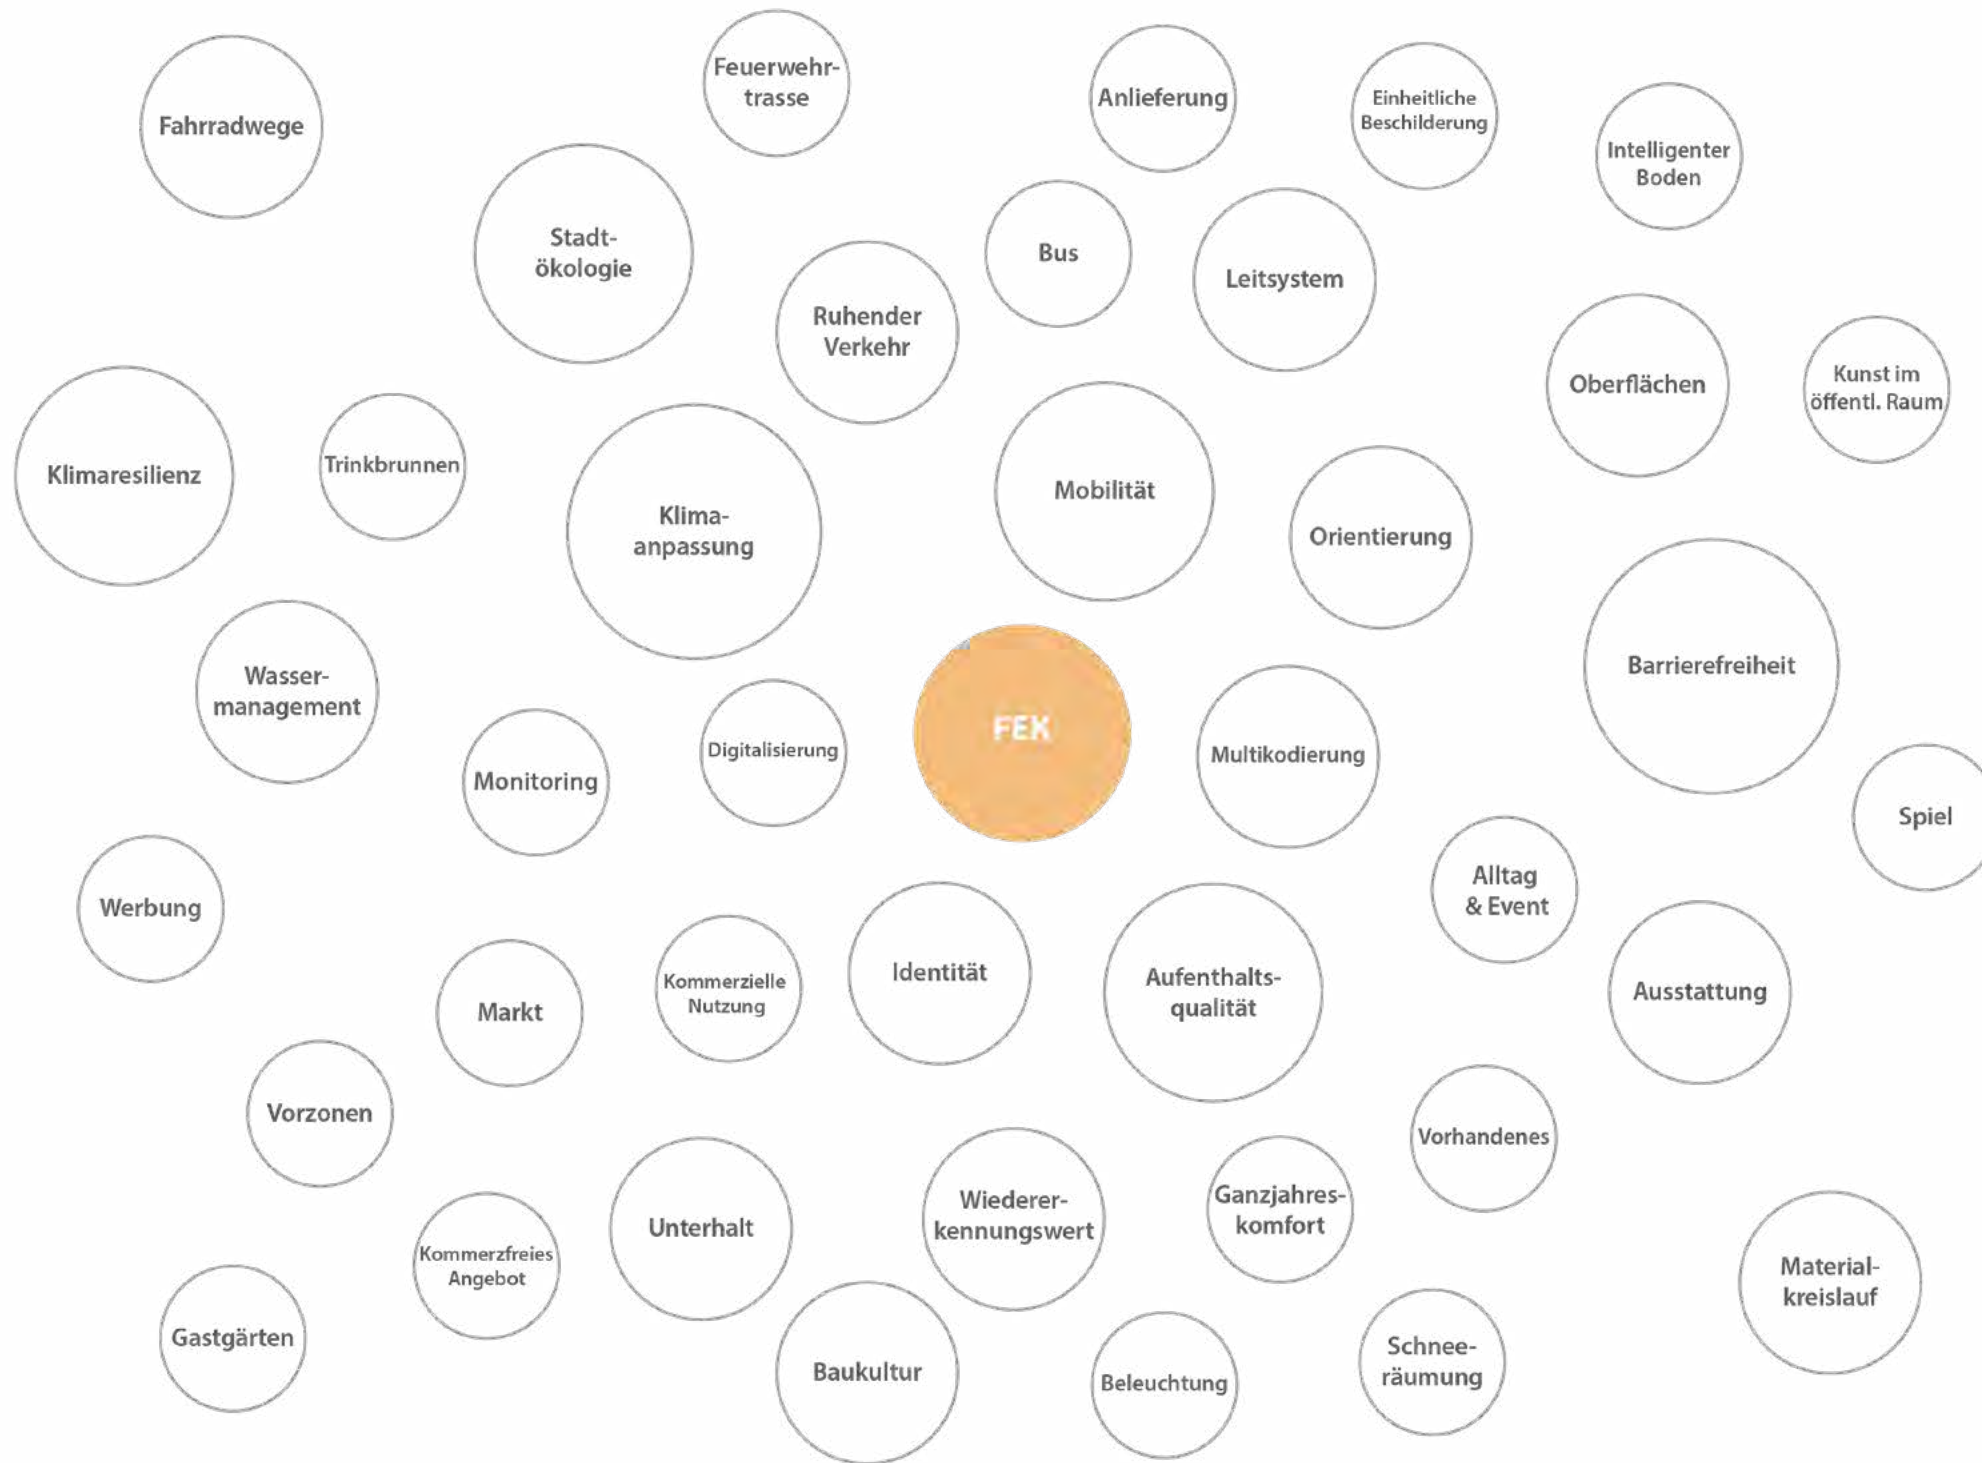 Feuerwehr-
trasse
Anlieferung
Einheitliche
Beschilderung
Fahrradwege
Intelligenter
Boden
Stadt-
ökologie
Bus
Leitsystem
Ruhender
Verkehr
Oberflächen
Kunst im
öffentl. Raum
Klimaresilienz
Trinkbrunnen
Klima-
anpassung
Mobilität
Orientierung
Barrierefreiheit
Wasser-
management
FEK
Monitoring
Digitalisierung
Multikodierung
Spiel
Werbung
Alltag
& Event
Markt
Kommerzielle
Nutzung
Identität
Aufenthalts-
qualität
Ausstattung
Vorzonen
Vorhandenes
Unterhalt
Wiederer-
kennungswert
Ganzjahres-
komfort
Kommerzfreies
Angebot
Material-
kreislauf
Gastgärten
Baukultur
Beleuchtung
Schnee-
räumung